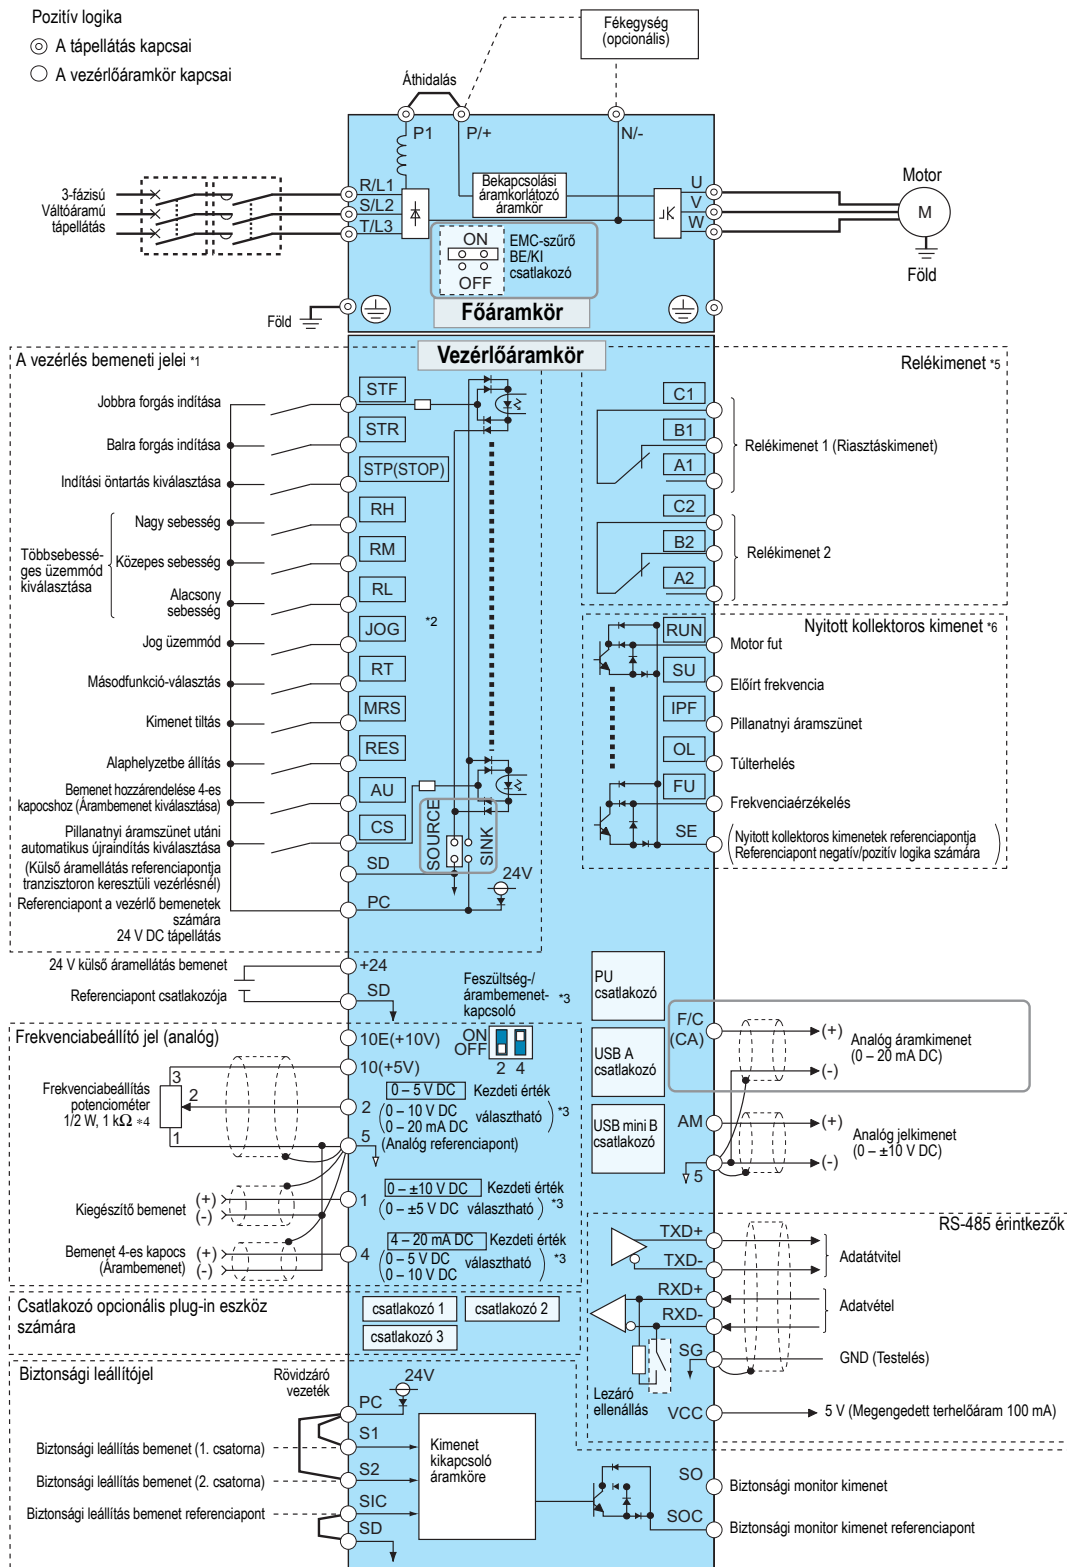 Pozitív logika
A tápellátás kapcsai
A vezérlőáramkör kapcsai
Fékegység
(opcionális)
Áthidalás
P1
P/+
N/-
3-fázisú
Váltóáramú
tápellátás
R/L1
S/L2
T/L3
Bekapcsolási
áramkorlátozó
áramkör
U
V
W
Motor
M
Föld
ON
OFF
EMC-szűrő
BE/KI
csatlakozó
Főáramkör
Föld
Vezérlőáramkör
A vezérlés bemeneti jelei *1
Jobbra forgás indítása
STF
Balra forgás indítása
STR
Indítási öntartás kiválasztása
STP(STOP)
Többsebessé-
ges üzemmód
kiválasztása
Nagy sebesség
RH
Közepes sebesség
RM
Alacsony
sebesség
RL
Jog üzemmód
JOG
*2
Másodfunkció-választás
RT
Kimenet tiltás
MRS
Alaphelyzetbe állítás
RES
Bemenet hozzárendelése 4-es
kapocshoz (Árambemenet kiválasztása)
AU
Pillanatnyi áramszünet utáni
automatikus újraindítás kiválasztása
CS
(Külső áramellátás referenciapontja
tranzisztoron keresztüli vezérlésnél)
SD
Referenciapont a vezérlő bemenetek
számára
24 V DC tápellátás
PC
SOURCE
SINK
24V
Relékimenet *5
C1
B1
A1
Relékimenet 1 (Riasztáskimenet)
C2
B2
A2
Relékimenet 2
Nyitott kollektoros kimenet *6
RUN
Motor fut
SU
Előírt frekvencia
IPF
Pillanatnyi áramszünet
OL
Túlterhelés
FU
Frekvenciaérzékelés
SE
(Nyitott kollektoros kimenetek referenciapontja
Referenciapont negatív/pozitív logika számára)
24 V külső áramellátás bemenet
+24
Referenciapont csatlakozója
SD
Feszültség-/
árambemenet-
kapcsoló
*3
ON
OFF
2 4
PU
csatlakozó
USB A
csatlakozó
USB mini B
csatlakozó
F/C
(CA)
(+)
(-)
Analóg áramkimenet
(0 – 20 mA DC)
AM
5
(+)
(-)
Analóg jelkimenet
(0 – ±10 V DC)
Frekvenciabeállító jel (analóg)
Frekvenciabeállítás
potenciométer
1/2 W, 1 kΩ *4
3
2
1
10E(+10V)
10(+5V)
2
0 – 5 V DC Kezdeti érték
(0 – 10 V DC
0 – 20 mA DC választható) *3
5
(Analóg referenciapont)
Kiegészítő bemenet
(+)
(-)
1
0 – ±10 V DC Kezdeti érték
(0 – ±5 V DC választható) *3
Bemenet 4-es kapocs
(Árambemenet)
(+)
(-)
4
4 – 20 mA DC Kezdeti érték
(0 – 5 V DC
0 – 10 V DC választható) *3
RS-485 érintkezők
TXD+
TXD-
Adatátvitel
RXD+
RXD-
Adatvétel
SG
GND (Testelés)
Lezáró
ellenállás
VCC
5 V (Megengedett terhelőáram 100 mA)
Csatlakozó opcionális plug-in eszköz
számára
csatlakozó 1
csatlakozó 2
csatlakozó 3
Biztonsági leállítójel
Rövidzáró
vezeték
24V
PC
Biztonsági leállítás bemenet (1. csatorna)
S1
Biztonsági leállítás bemenet (2. csatorna)
S2
Biztonsági leállítás bemenet referenciapont
SIC
SD
Kimenet
kikapcsoló
áramköre
SO
Biztonsági monitor kimenet
SOC
Biztonsági monitor kimenet referenciapont